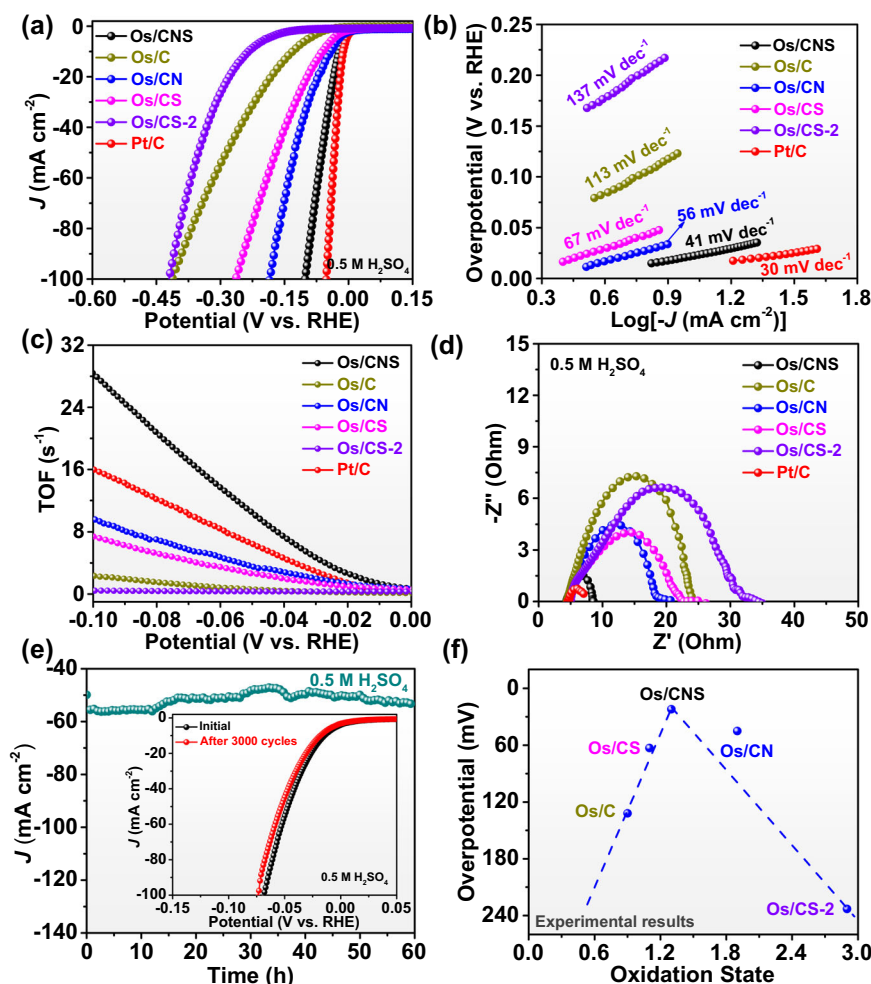 (a)
Os/CNS
Os/C
Os/CN
Os/CS
Os/CS-2
Pt/C
0.5 M H₂SO₄
J (mA cm⁻²)
0
-20
-40
-60
-80
-100
-0.60 -0.45 -0.30 -0.15 0.00 0.15
Potential (V vs. RHE)
(b)
Os/CNS
Os/C
Os/CN
Os/CS
Os/CS-2
Pt/C
137 mV dec⁻¹
113 mV dec⁻¹
67 mV dec⁻¹
56 mV dec⁻¹
41 mV dec⁻¹
30 mV dec⁻¹
Overpotential (V vs. RHE)
0.25
0.20
0.15
0.10
0.05
0.00
0.3 0.6 0.9 1.2 1.5 1.8
Log[-J (mA cm⁻²)]
(c)
Os/CNS
Os/C
Os/CN
Os/CS
Os/CS-2
Pt/C
TOF (s⁻¹)
32
24
16
8
0
-0.10 -0.08 -0.06 -0.04 -0.02 0.00
Potential (V vs. RHE)
(d)
0.5 M H₂SO₄
Os/CNS
Os/C
Os/CN
Os/CS
Os/CS-2
Pt/C
-Z'' (Ohm)
15
12
9
6
3
0
0 10 20 30 40 50
Z' (Ohm)
(e)
0.5 M H₂SO₄
J (mA cm⁻²)
-40
-60
-80
-100
-120
-140
0 10 20 30 40 50 60
Time (h)
Initial
After 3000 cycles
0.5 M H₂SO₄
J (mA cm⁻²)
0
-20
-40
-60
-80
-100
-0.15 -0.10 -0.05 0.00 0.05
Potential (V vs. RHE)
(f)
Os/CNS
Os/CS
Os/CN
Os/C
Os/CS-2
Experimental results
Overpotential (mV)
0
60
120
180
240
0.0 0.6 1.2 1.8 2.4 3.0
Oxidation State